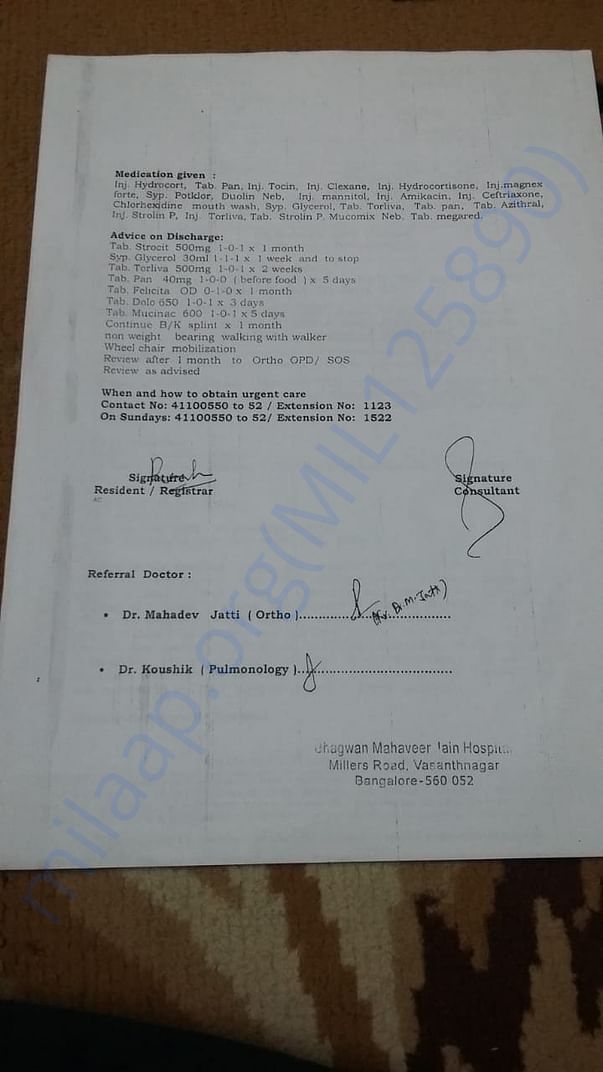 Medication given :
Inj. Hydrocort, Tab. Pan, Inj. Tocin, Inj. Clexane, Inj. Hydrocortisone, Inj.magnex
forte, Syp. Potklor, Duolin Neb, Inj. mannitol, Inj. Amikacin, Inj. Ceftriaxone,
Chlorhexidine mouth wash, Syp. Glycerol, Tab. Torliva, Tab. pan, Tab. Azithral,
Inj. Strolin P, Inj. Torliva, Tab. Strolin P. Mucomix Neb. Tab. megared.
Advice on Discharge:
Tab. Strocit 500mg 1-0-1 x 1 month
Syp. Glycerol 30ml 1-1-1 x 1 week and to stop
Tab. Torliva 500mg 1-0-1 x 2 weeks
Tab. Pan 40mg 1-0-0 ( before food ) x 5 days
Tab. Felicita OD 0-1-0 x 1 month
Tab. Dolo 650 1-0-1 x 3 days
Tab. Mucinac 600 1-0-1 x 5 days
Continue B/K splint x 1 month
non weight bearing walking with walker
Wheel chair mobilization
Review after 1 month to Ortho OPD/ SOS
Review as advised
When and how to obtain urgent care
Contact No: 41100550 to 52 / Extension No: 1123
On Sundays: 41100550 to 52/ Extension No: 1522
Signature Signature
Resident / Registrar Consultant
AC
Referral Doctor :
• Dr. Mahadev Jatti ( Ortho ).................................... Dr. M. Jatti)
• Dr. Koushik ( Pulmonology )....................................
Bhagwan Mahaveer Jain Hospital
Millers Road, Vasanthnagar
Bangalore-560 052
milaap.org(MIL125890)